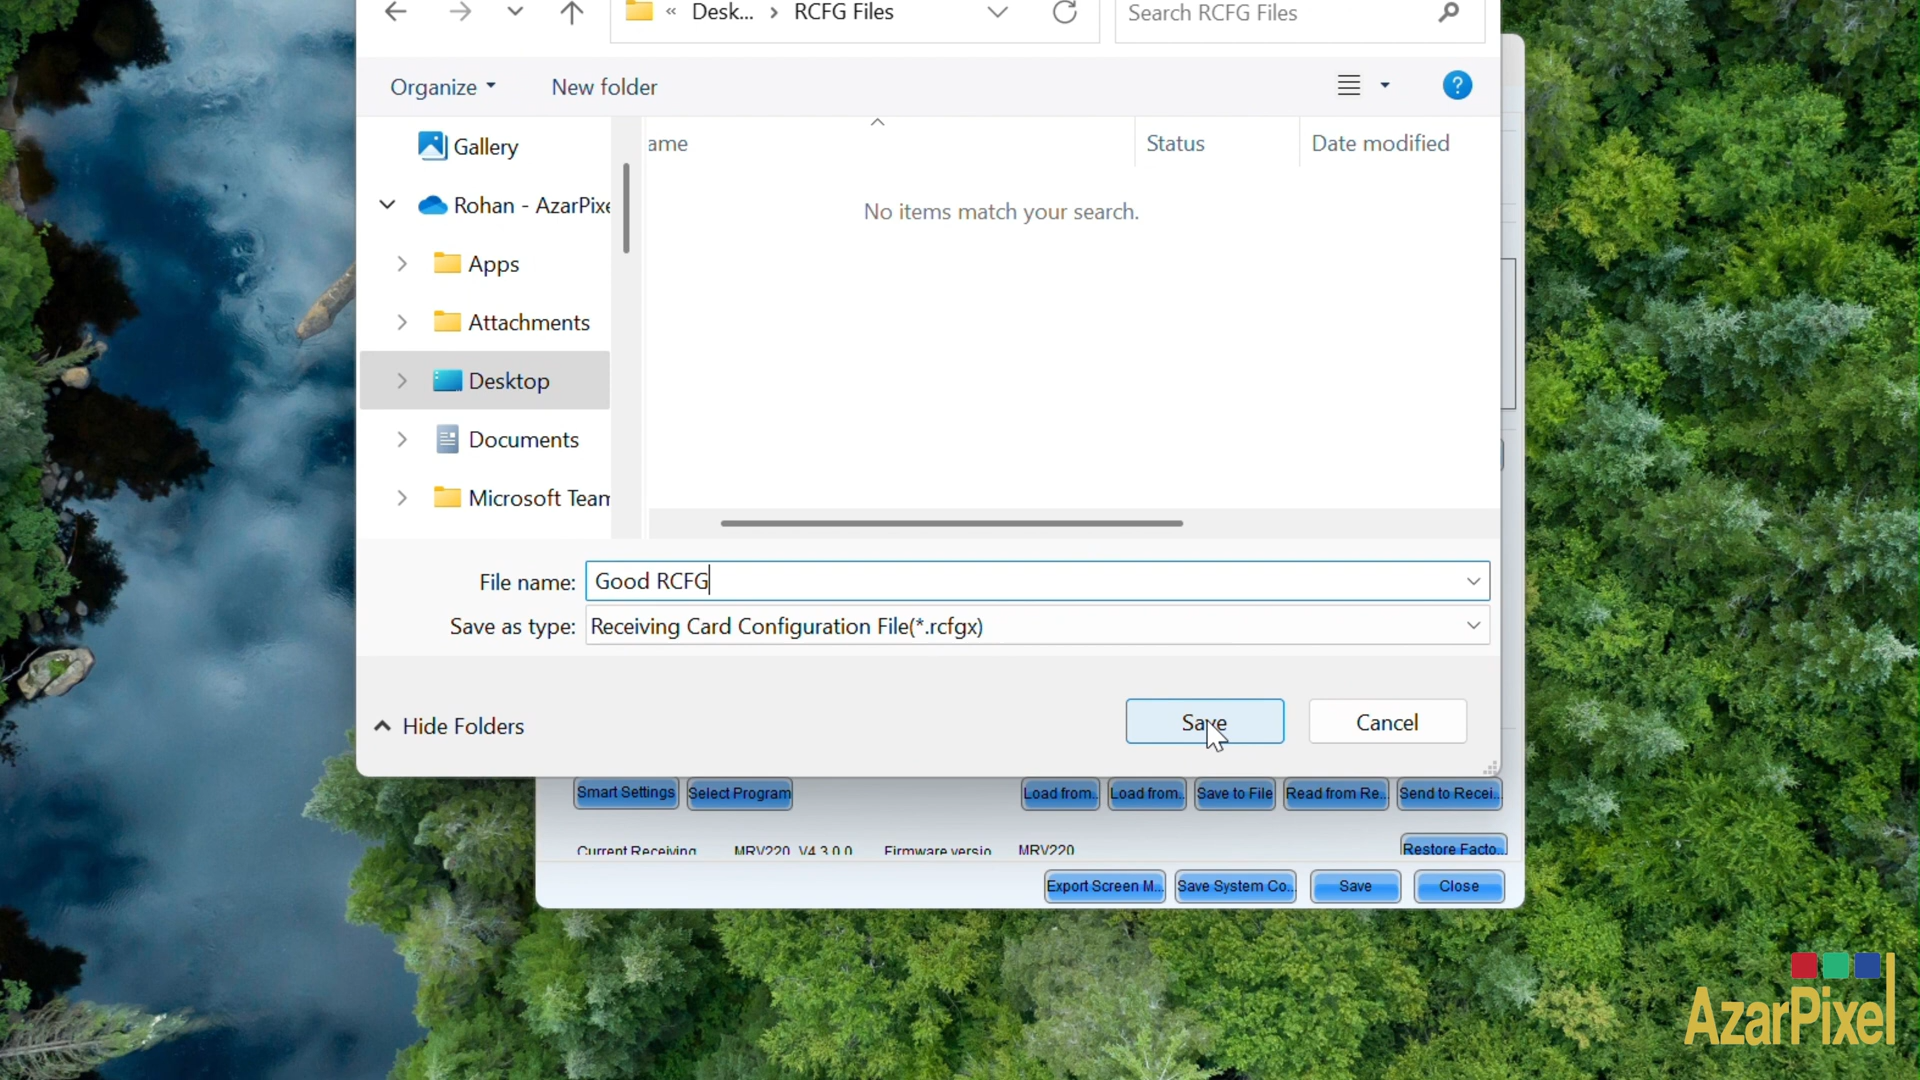 « Desk... > RCFG Files
Search RCFG Files
Organize
New folder
?
Gallery
ame
Status
Date modified
Rohan - AzarPixe
No items match your search.
Apps
Attachments
Desktop
Documents
Microsoft Team
File name: Good RCFG
Save as type: Receiving Card Configuration File(*.rcfgx)
Hide Folders
Save
Cancel
Smart Settings
Select Program
Load from..
Load from..
Save to File
Read from Re...
Send to Recei...
Current Receiving
MRV220 V4.3.0.0
Firmware versio
MRV220
Restore Facto...
Export Screen M...
Save System Co...
Save
Close
AzarPixel